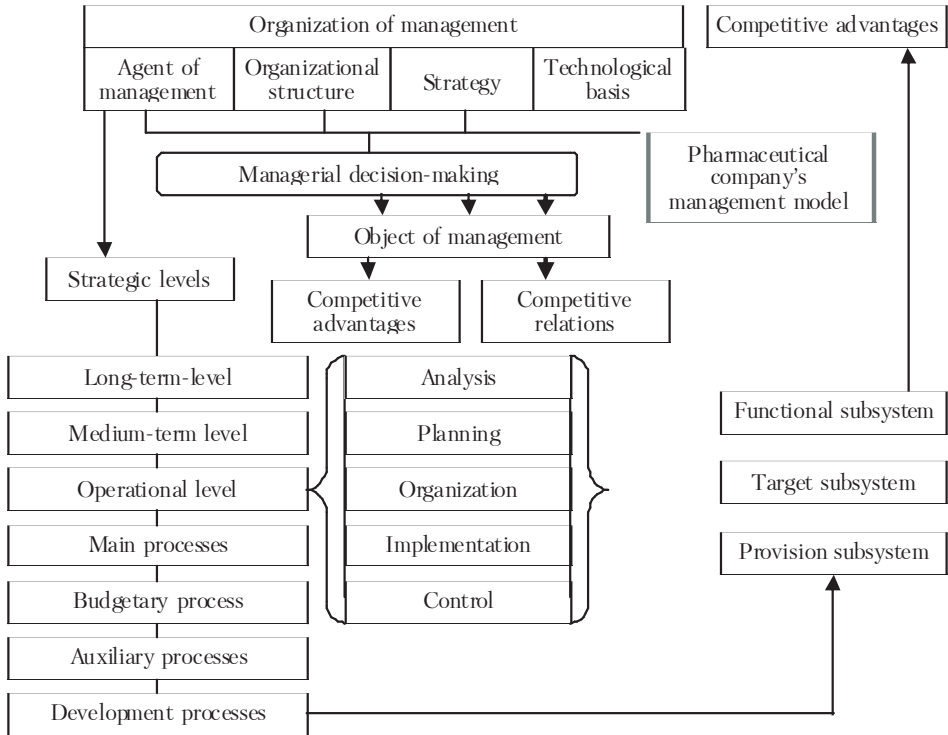 Organization of management
Competitive advantages
Agent of
management
Organizational
structure
Strategy
Technological
basis
Managerial decision-making
Pharmaceutical
company's
management model
Object of management
Strategic levels
Competitive
advantages
Competitive
relations
Long-term-level
Medium-term level
Operational level
Main processes
Budgetary process
Auxiliary processes
Development processes
Analysis
Planning
Organization
Implementation
Control
Functional subsystem
Target subsystem
Provision subsystem